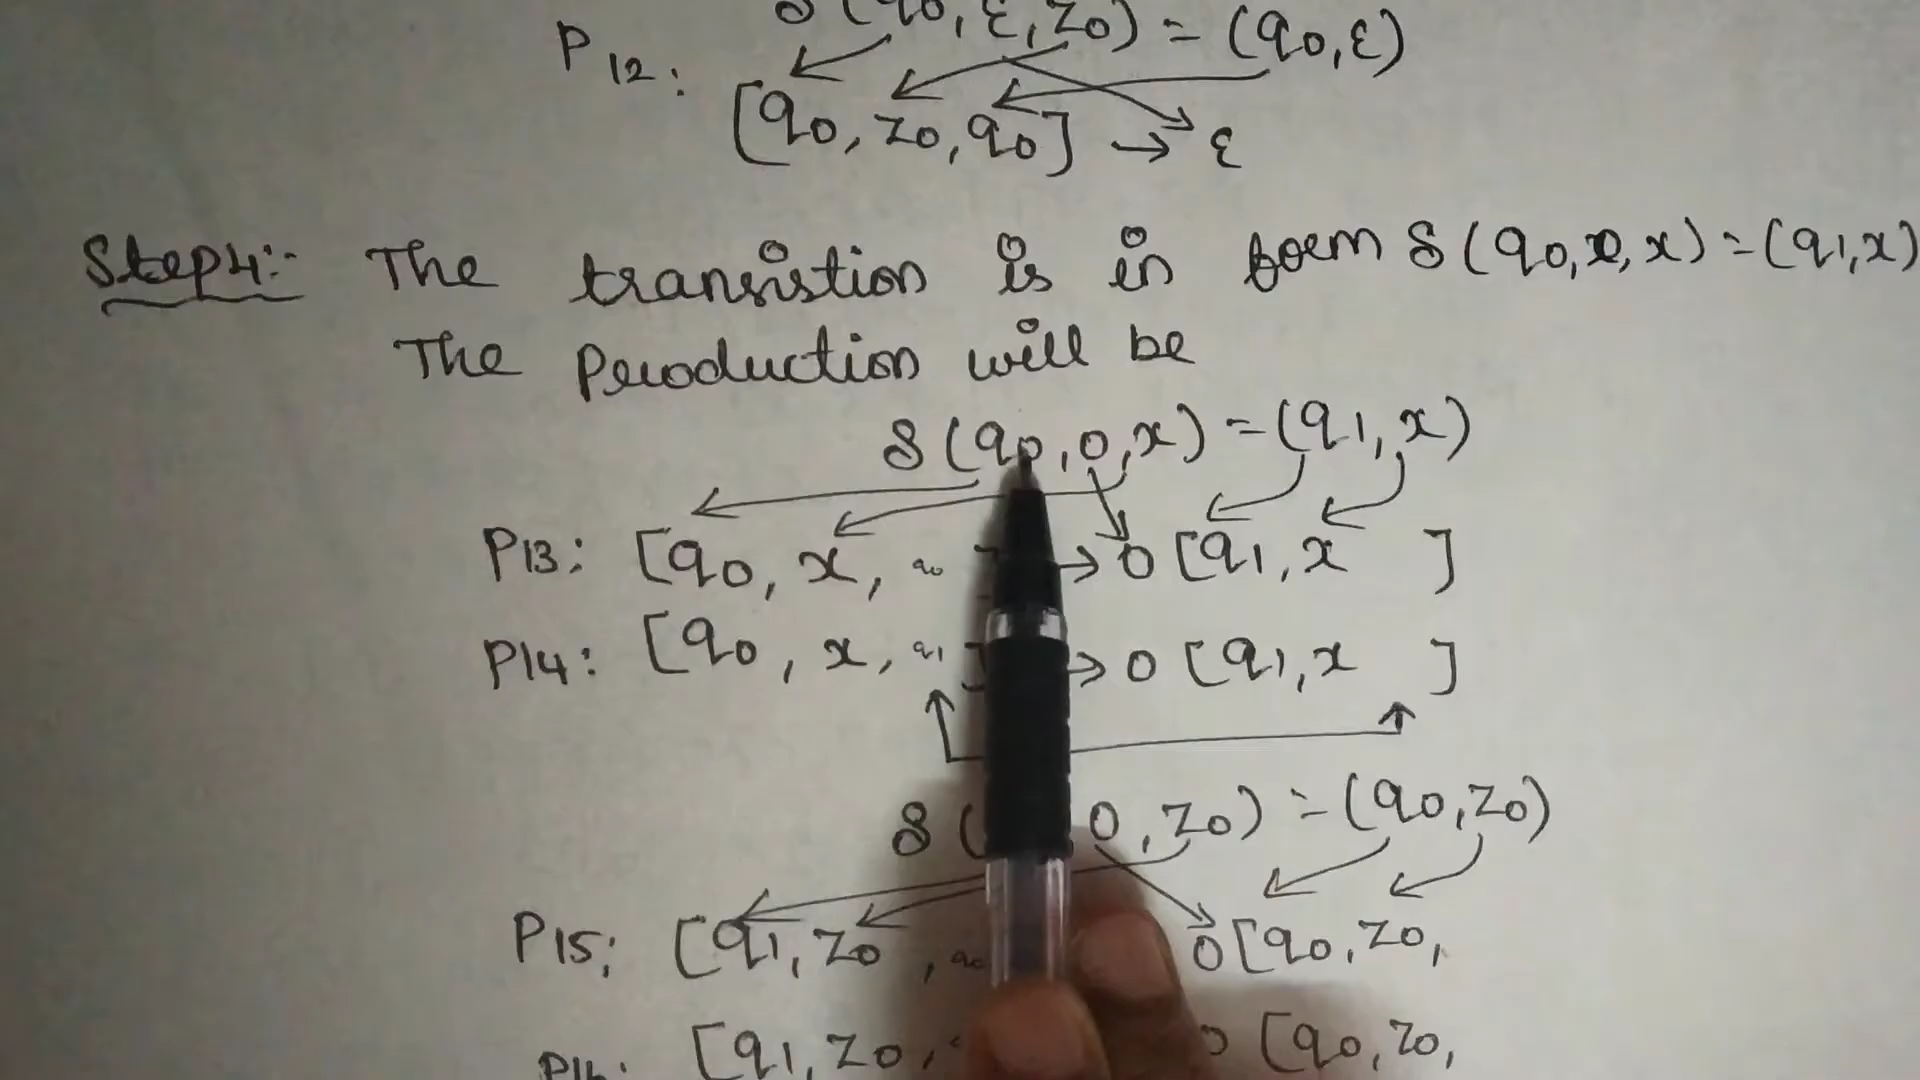 δ(q0,ε,z0) = (q0,ε)
P12:
[q0,z0,q0] → ε
Step4:- The transistion is in form δ(q0,0,x) = (q1,x)
The Production will be
δ(q0,0,x) = (q1,x)
P13: [q0, x, q0 ] → 0 [q1,x ]
P14: [q0, x, q1 ] → 0 [q1,x ]
δ( 0,z0) = (q0,z0)
P15: [q1,z0, q0 0 [q0,z0,
P16: [q1,z0, [q0,z0,